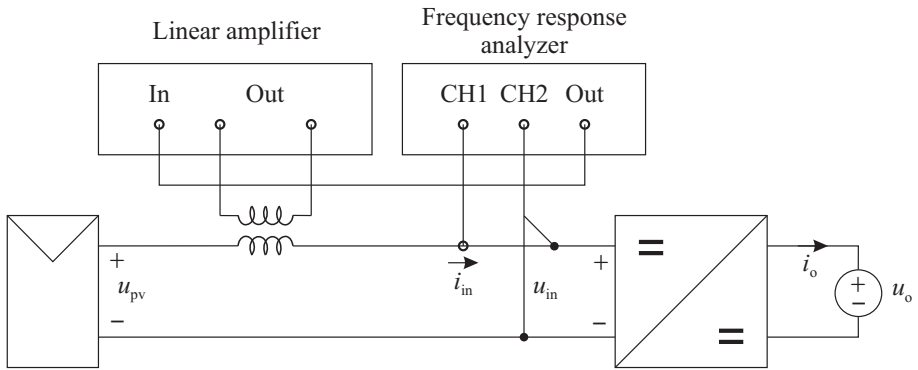 Linear amplifier
Frequency response
analyzer
In Out
CH1 CH2 Out
+
u_pv
−
i_in
+
u_in
−
=
=
i_o
+
−
u_o